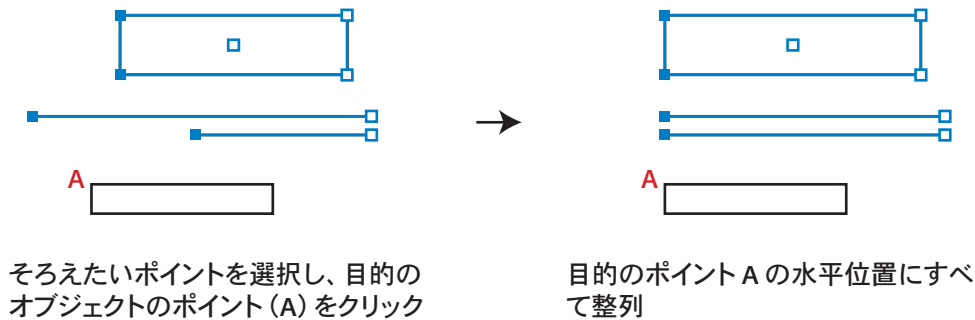 A
A
そろえたいポイントを選択し、目的の
オブジェクトのポイント（A）をクリック
目的のポイント A の水平位置にすべ
て整列